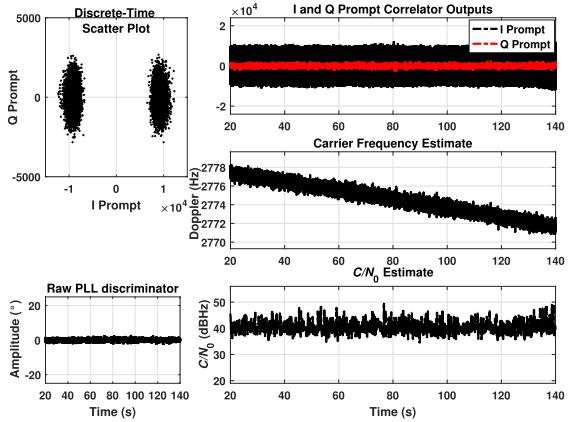 Discrete-Time
Scatter Plot
5000
0
-5000
Q Prompt
-1
0
1
×10⁴
I Prompt
I and Q Prompt Correlator Outputs
×10⁴
2
0
-2
I Prompt
Q Prompt
20 40 60 80 100 120 140
Carrier Frequency Estimate
2778
2776
2774
2772
2770
Doppler (Hz)
20 40 60 80 100 120 140
Raw PLL discriminator
20
0
-20
Amplitude (°)
20 40 60 80 100 120 140
Time (s)
C/N₀ Estimate
50
40
30
20
C/N₀ (dBHz)
20 40 60 80 100 120 140
Time (s)